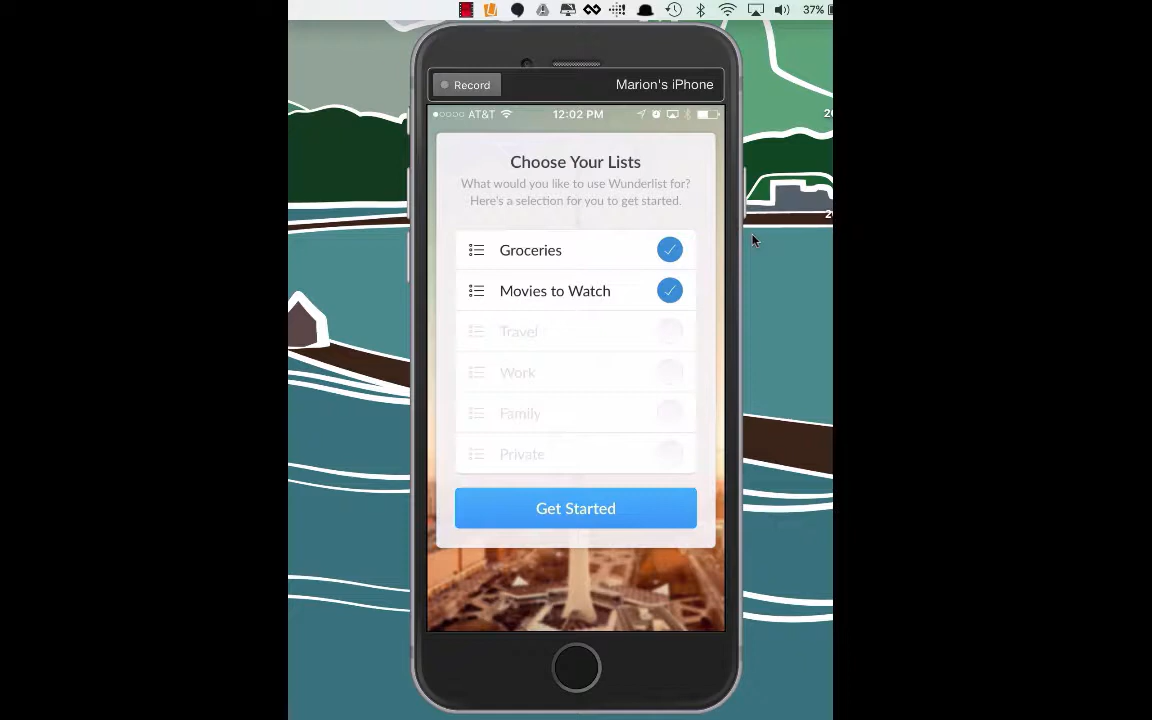 37%
Record
Marion's iPhone
AT&T
12:02 PM
Choose Your Lists
What would you like to use Wunderlist for?
Here's a selection for you to get started.
Groceries
Movies to Watch
Travel
Work
Family
Private
Get Started